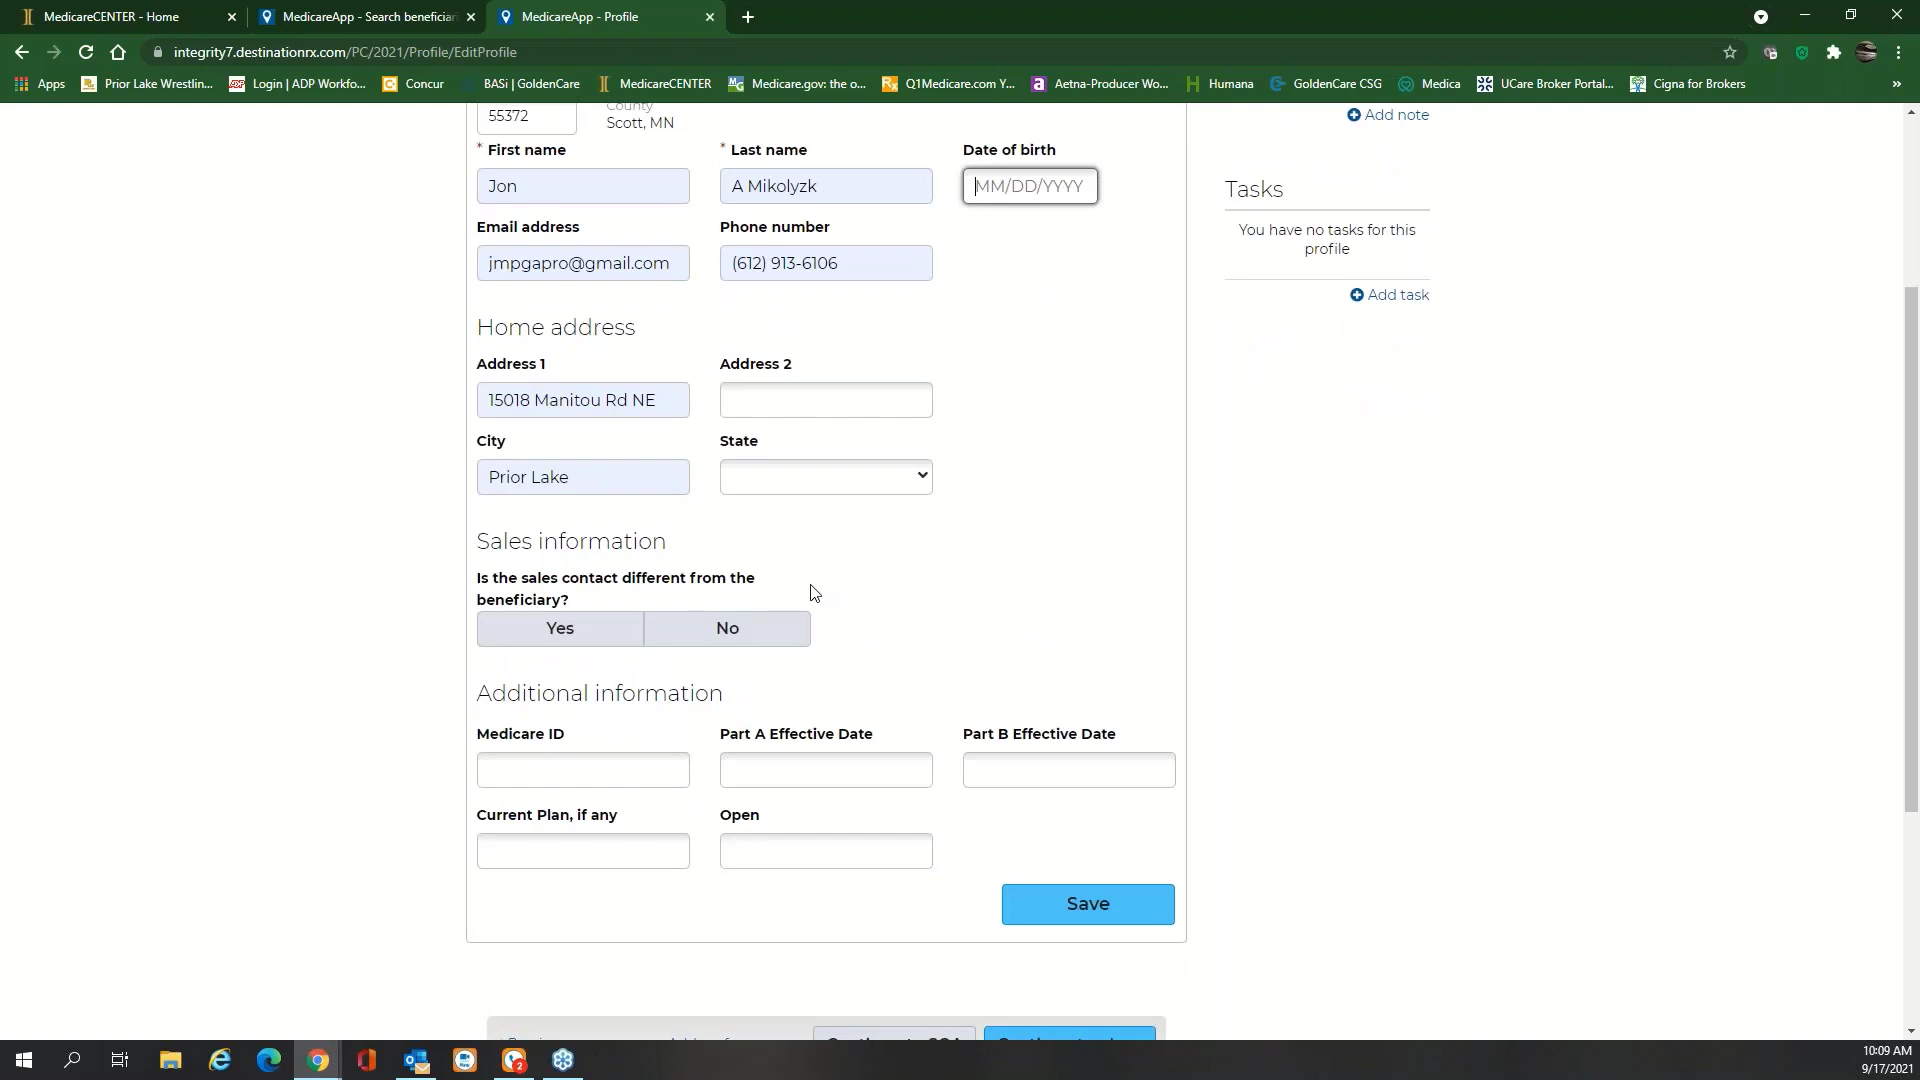 MedicareCENTER - Home
MedicareApp - Search beneficiar
MedicareApp - Profile
integrity7.destinationrx.com/PC/2021/Profile/EditProfile
Apps
Prior Lake Wrestlin...
Login | ADP Workfo...
Concur
BASi | GoldenCare
MedicareCENTER
Medicare.gov: the o...
Q1Medicare.com Y...
Aetna-Producer Wo...
Humana
GoldenCare CSG
Medica
UCare Broker Portal...
Cigna for Brokers
»
55372
County
Scott, MN
Add note
* First name
* Last name
Date of birth
Jon
A Mikolyzk
MM/DD/YYYY
Email address
Phone number
jmpgapro@gmail.com
(612) 913-6106
Tasks
You have no tasks for this
profile
Add task
Home address
Address 1
Address 2
15018 Manitou Rd NE
City
State
Prior Lake
Sales information
Is the sales contact different from the
beneficiary?
Yes
No
Additional information
Medicare ID
Part A Effective Date
Part B Effective Date
Current Plan, if any
Open
Save
10:09 AM
9/17/2021